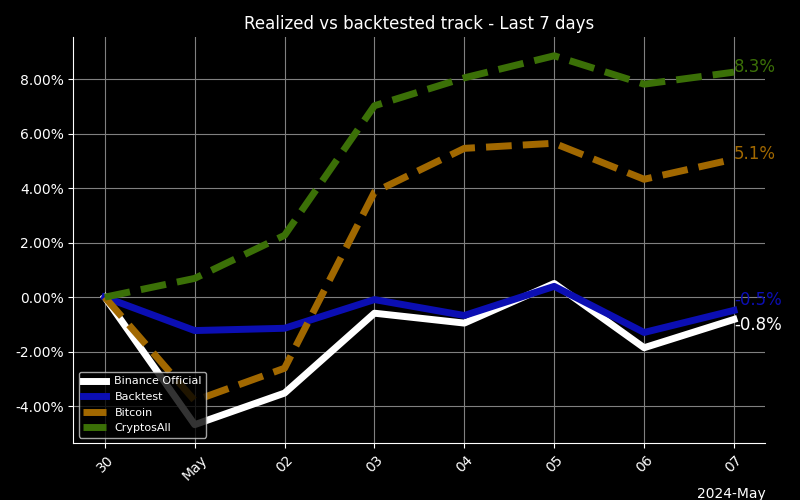 Realized vs backtested track - Last 7 days
8.00%
6.00%
4.00%
2.00%
0.00%
-2.00%
-4.00%
8.3%
5.1%
-0.5%
-0.8%
Binance Official
Backtest
Bitcoin
CryptosAll
30
May
02
03
04
05
06
07
2024-May